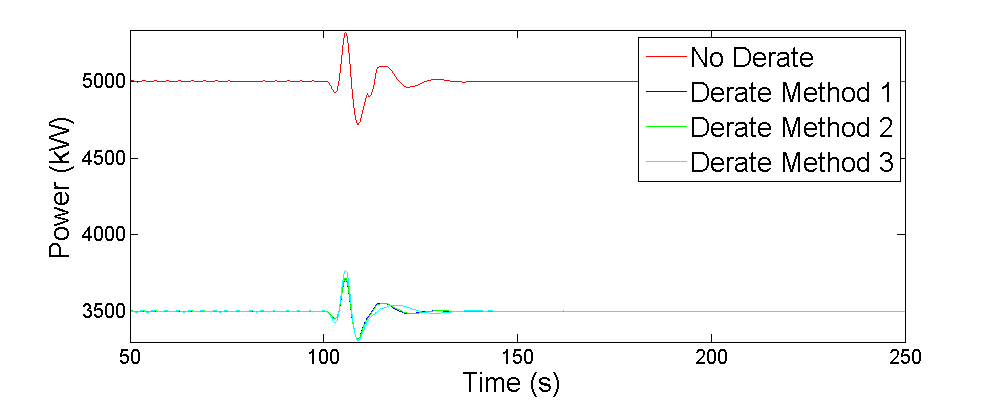 No Derate
Derate Method 1
Derate Method 2
Derate Method 3
Power (kW)
5000
4500
4000
3500
50 100 150 200 250
Time (s)